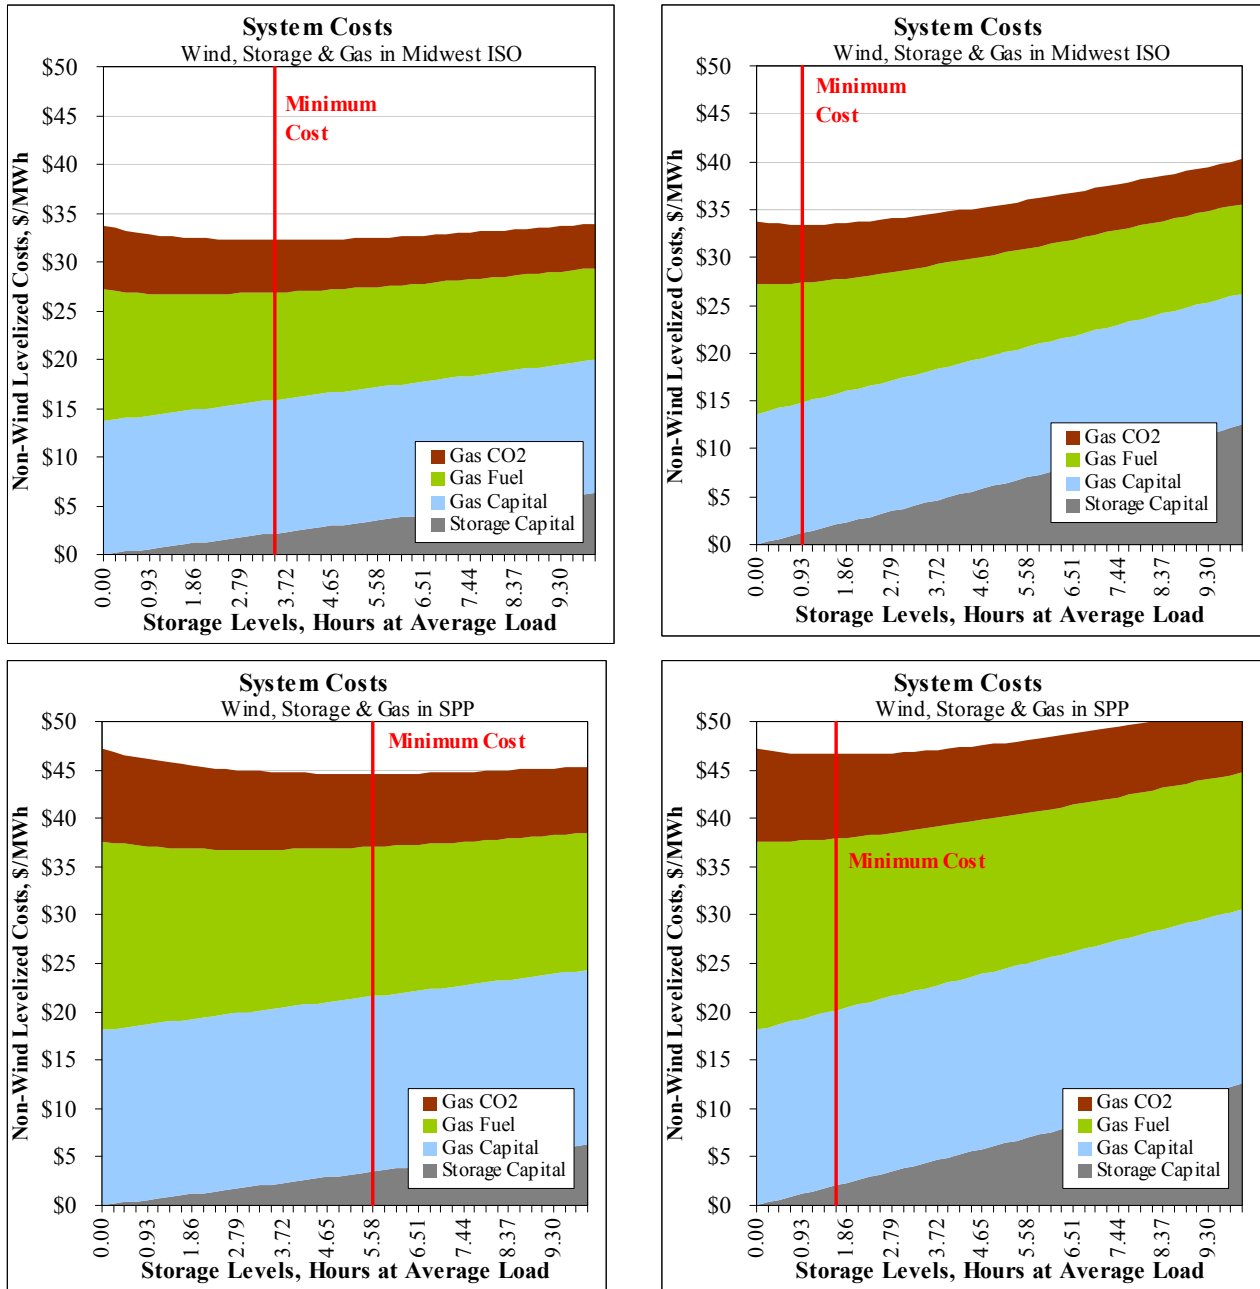 System Costs
Wind, Storage & Gas in Midwest ISO
Non-Wind Levelized Costs, $/MWh
$50
$45
$40
$35
$30
$25
$20
$15
$10
$5
$0
Minimum
Cost
Gas CO2
Gas Fuel
Gas Capital
Storage Capital
0.00 0.93 1.86 2.79 3.72 4.65 5.58 6.51 7.44 8.37 9.30
Storage Levels, Hours at Average Load
System Costs
Wind, Storage & Gas in Midwest ISO
Non-Wind Levelized Costs, $/MWh
$50
$45
$40
$35
$30
$25
$20
$15
$10
$5
$0
Minimum
Cost
Gas CO2
Gas Fuel
Gas Capital
Storage Capital
0.00 0.93 1.86 2.79 3.72 4.65 5.58 6.51 7.44 8.37 9.30
Storage Levels, Hours at Average Load
System Costs
Wind, Storage & Gas in SPP
Non-Wind Levelized Costs, $/MWh
$50
$45
$40
$35
$30
$25
$20
$15
$10
$5
$0
Minimum Cost
Gas CO2
Gas Fuel
Gas Capital
Storage Capital
0.00 0.93 1.86 2.79 3.72 4.65 5.58 6.51 7.44 8.37 9.30
Storage Levels, Hours at Average Load
System Costs
Wind, Storage & Gas in SPP
Non-Wind Levelized Costs, $/MWh
$50
$45
$40
$35
$30
$25
$20
$15
$10
$5
$0
Minimum Cost
Gas CO2
Gas Fuel
Gas Capital
Storage Capital
0.00 0.93 1.86 2.79 3.72 4.65 5.58 6.51 7.44 8.37 9.30
Storage Levels, Hours at Average Load